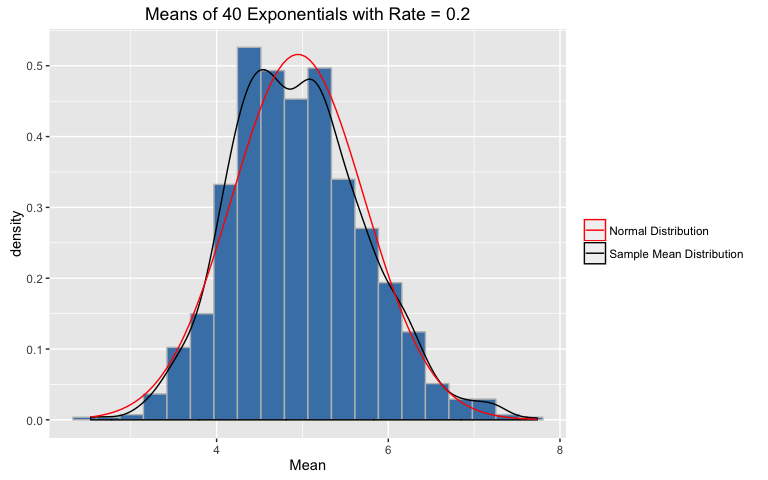 Means of 40 Exponentials with Rate = 0.2
density
0.5
0.4
0.3
0.2
0.1
0.0
4
6
8
Mean
Normal Distribution
Sample Mean Distribution